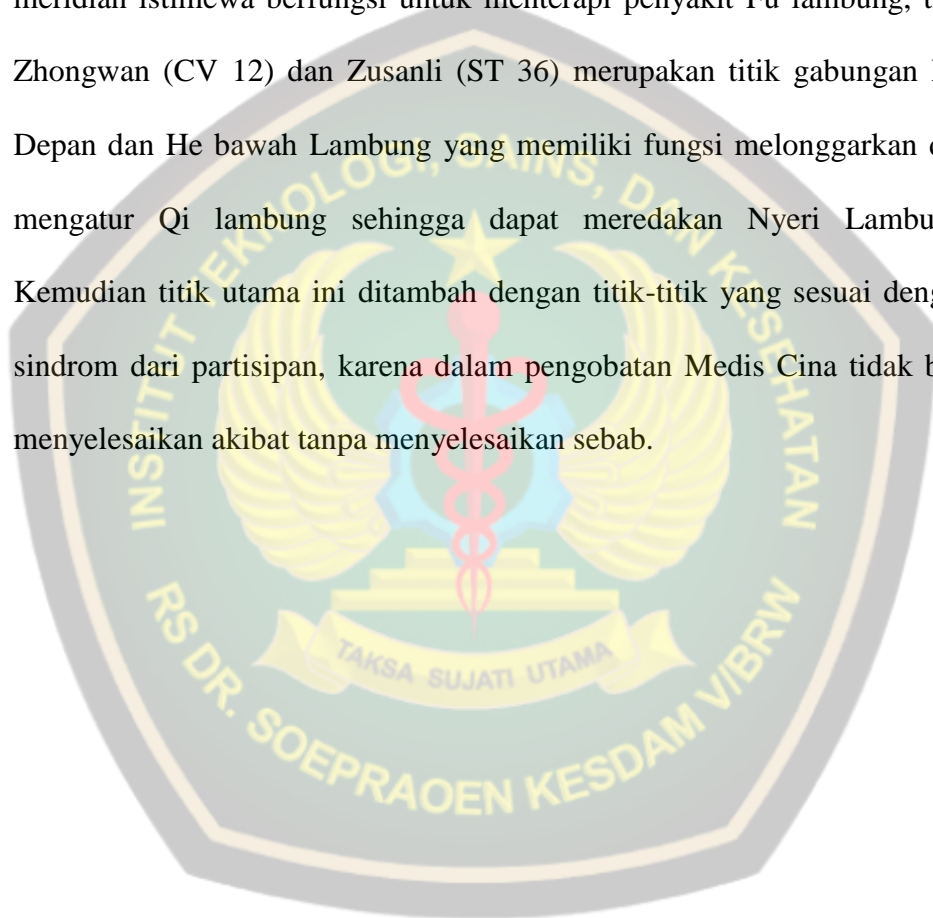 meridian istimewa berfungsi untuk menterapi penyakit Fu lambung,
Zhongwan (CV 12) dan Zusanli (ST 36) merupakan titik gabungan
Depan dan He bawah Lambung yang memiliki fungsi melonggarkan
mengatur Qi lambung sehingga dapat meredakan Nyeri
Kemudian titik utama ini ditambah dengan titik-titik yang sesuai
sindrom dari partisipan, karena dalam pengobatan Medis Cina tidak
menyelesaikan akibat tanpa menyelesaikan sebab.
INSTITUT TEKNOLOGI, SAINS, DAN KESEHATAN
TAKSA SUJATI UTAMA
RS DR. SOEPRAOEN KESDAM V/BRW